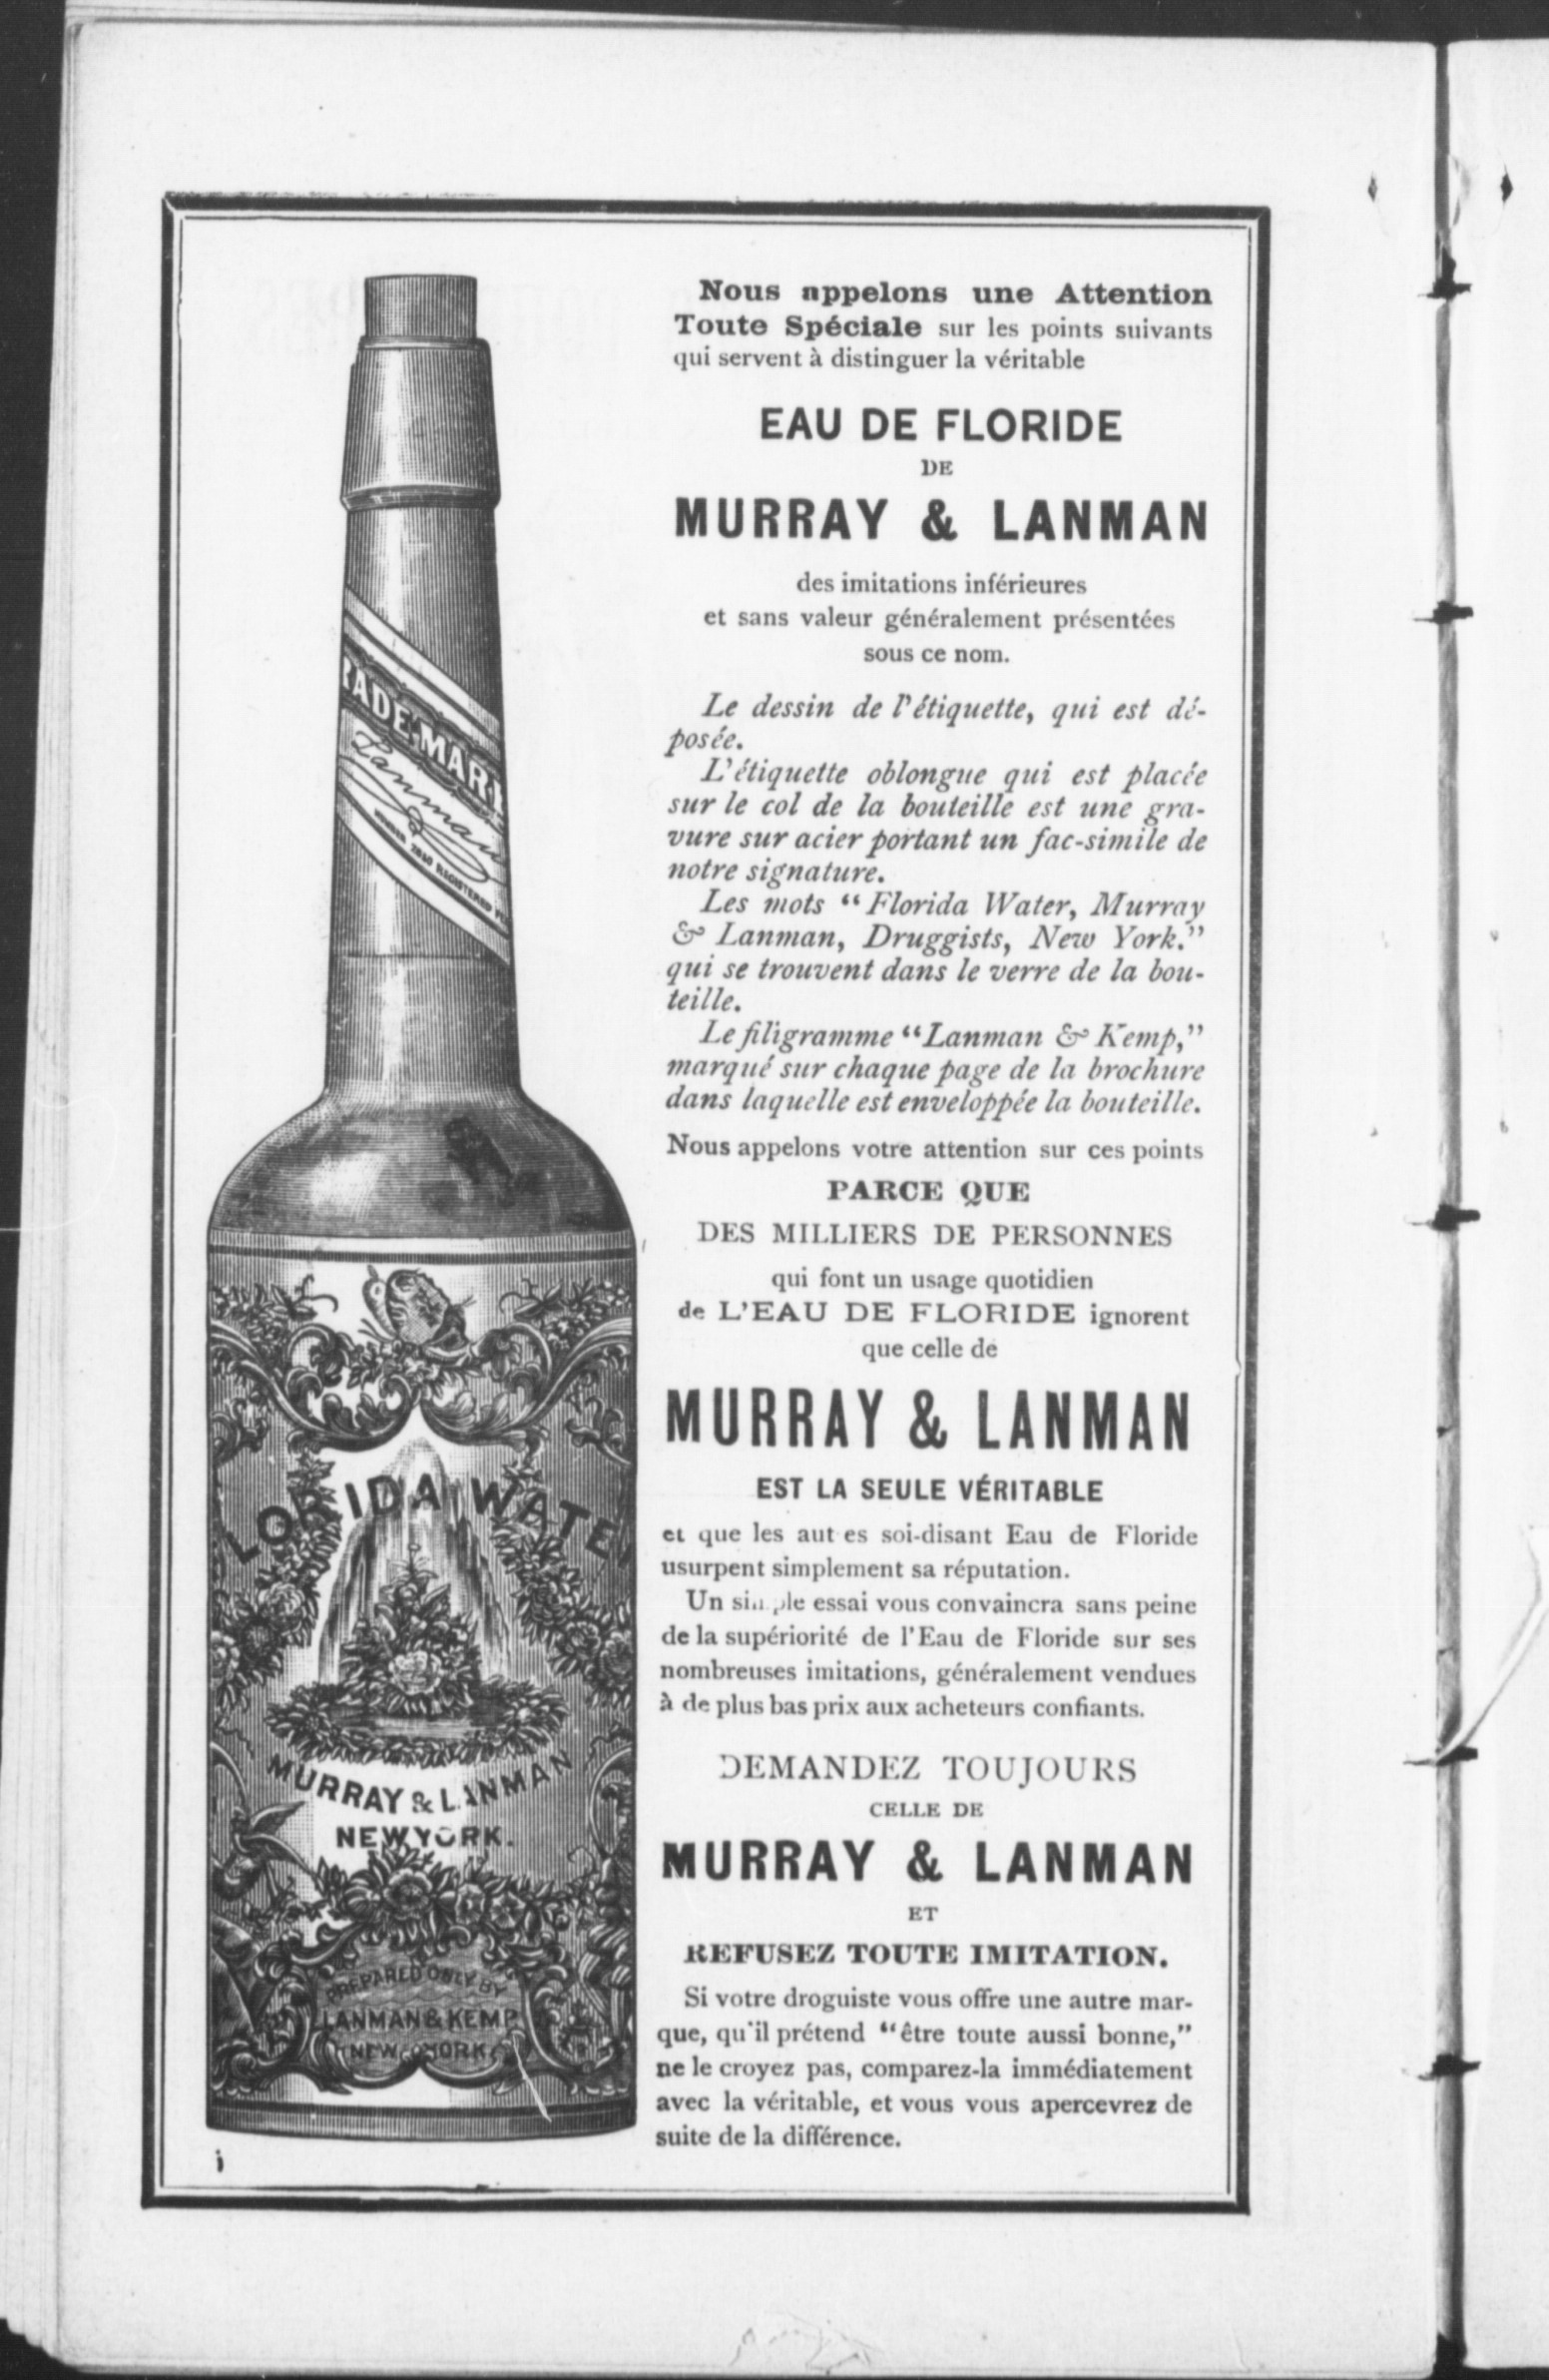 Nous appelons une Attention
Toute Spéciale sur les points suivants
qui servent à distinguer la véritable
EAU DE FLORIDE
DE
MURRAY & LANMAN
des imitations inférieures
et sans valeur généralement présentées
sous ce nom.
Le dessin de l'étiquette, qui est dé-
posée.
L'étiquette oblongue qui est placée
sur le col de la bouteille est une gra-
vure sur acier portant un fac-simile de
notre signature.
Les mots “Florida Water, Murray
& Lanman, Druggists, New York.”
qui se trouvent dans le verre de la bou-
teille.
Le filigramme “Lanman & Kemp,”
marqué sur chaque page de la brochure
dans laquelle est enveloppée la bouteille.
Nous appelons votre attention sur ces points
PARCE QUE
DES MILLIERS DE PERSONNES
qui font un usage quotidien
de L'EAU DE FLORIDE ignorent
que celle de
MURRAY & LANMAN
EST LA SEULE VÉRITABLE
et que les aut es soi-disant Eau de Floride
usurpent simplement sa réputation.
Un simple essai vous convaincra sans peine
de la supériorité de l'Eau de Floride sur ses
nombreuses imitations, généralement vendues
à de plus bas prix aux acheteurs confiants.
DEMANDEZ TOUJOURS
CELLE DE
MURRAY & LANMAN
ET
REFUSEZ TOUTE IMITATION.
Si votre droguiste vous offre une autre mar-
que, qu'il prétend “être toute aussi bonne,”
ne le croyez pas, comparez-la immédiatement
avec la véritable, et vous vous apercevrez de
suite de la différence.
RADE-MARK
Lanman
REGISTERED
LORIDA WATE
MURRAY & LANMAN
NEW YORK.
PREPARED ONLY BY
LANMAN & KEMP
NEW YORK
i